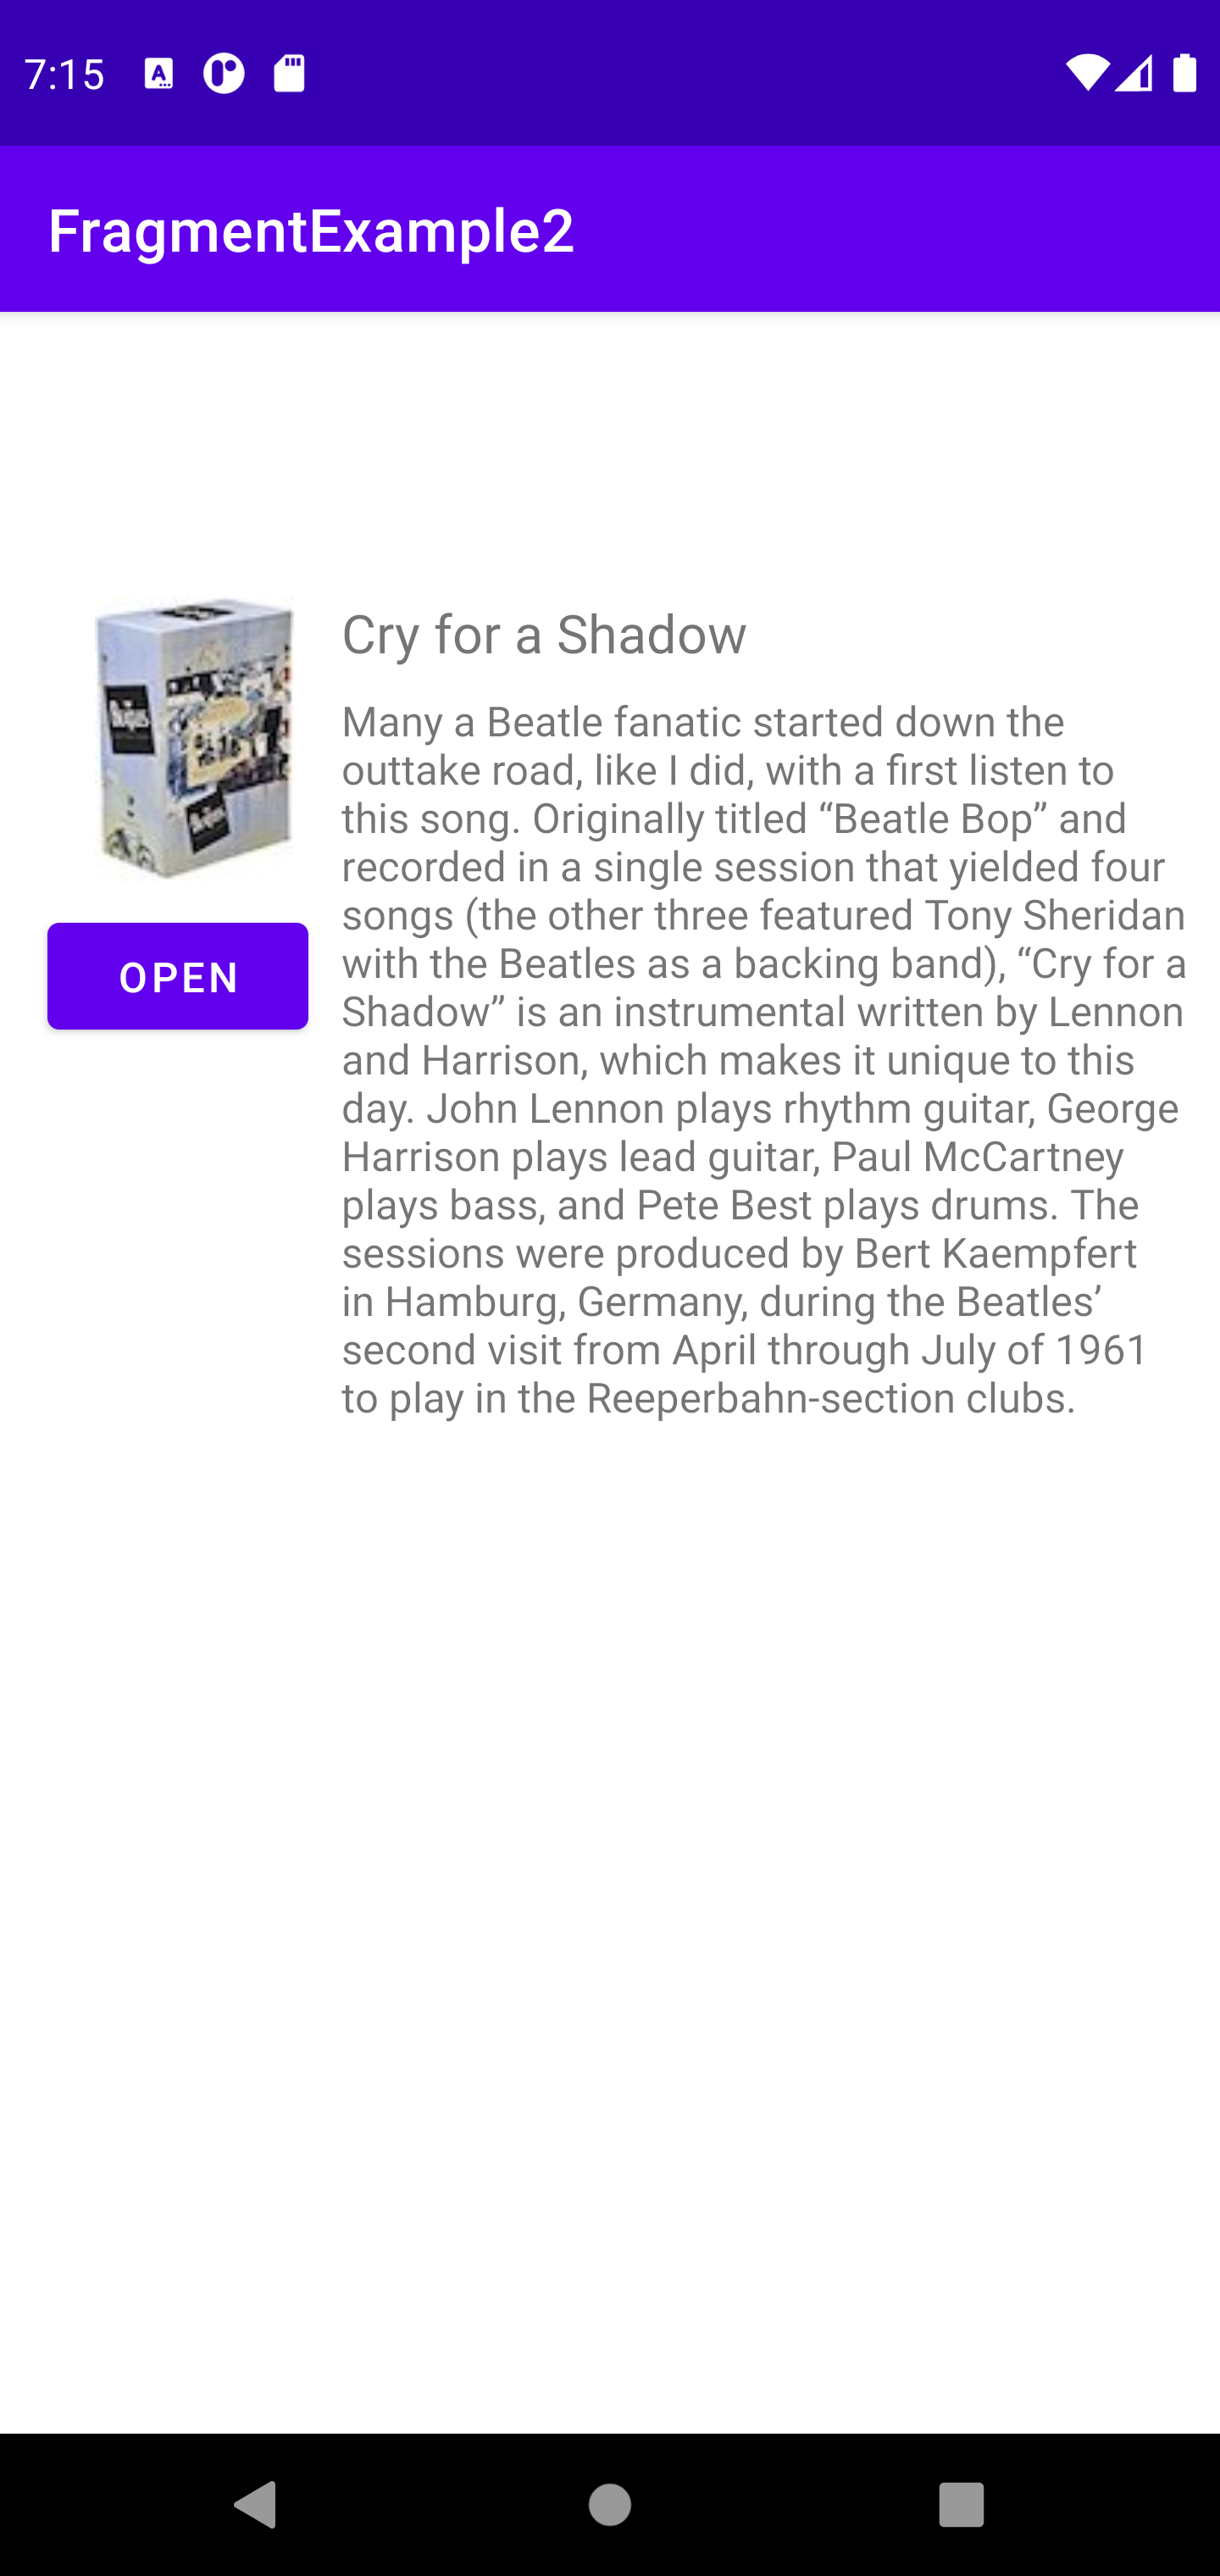 7:15
FragmentExample2
Cry for a Shadow
Many a Beatle fanatic started down the
outtake road, like I did, with a first listen to
this song. Originally titled “Beatle Bop” and
recorded in a single session that yielded four
songs (the other three featured Tony Sheridan
with the Beatles as a backing band), “Cry for a
Shadow” is an instrumental written by Lennon
and Harrison, which makes it unique to this
day. John Lennon plays rhythm guitar, George
Harrison plays lead guitar, Paul McCartney
plays bass, and Pete Best plays drums. The
sessions were produced by Bert Kaempfert
in Hamburg, Germany, during the Beatles’
second visit from April through July of 1961
to play in the Reeperbahn-section clubs.
OPEN